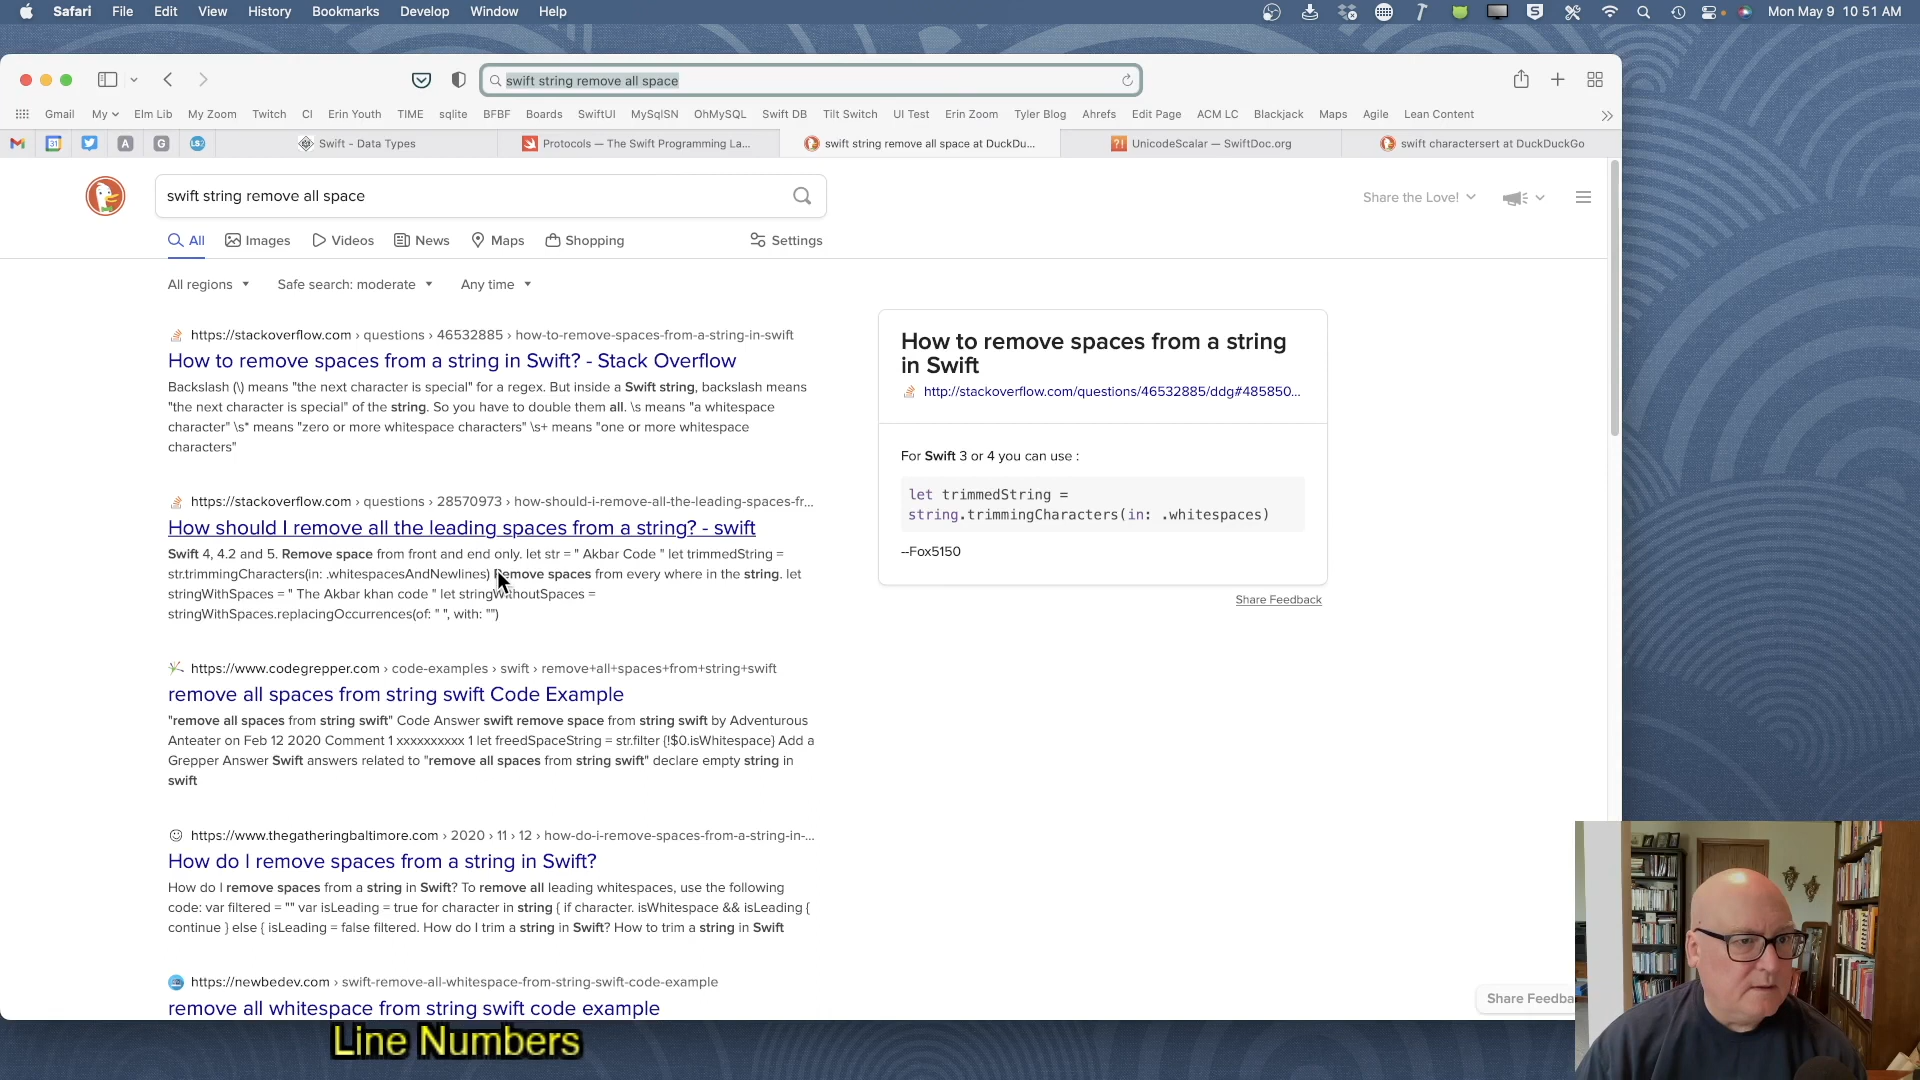 Safari File Edit View History Bookmarks Develop Window Help
Mon May 9 10 51 AM
swift string remove all space
Gmail My Elm Lib My Zoom Twitch CI Erin Youth TIME sqlite BFBF Boards SwiftUI MySqlSN OhMySQL Swift DB Tilt Switch UI Test Erin Zoom Tyler Blog Ahrefs Edit Page ACM LC Blackjack Maps Agile Lean Content
31 A G
Swift - Data Types
Protocols — The Swift Programming La...
swift string remove all space at DuckDu...
UnicodeScalar — SwiftDoc.org
swift charactersert at DuckDuckGo
swift string remove all space
Share the Love!
All Images Videos News Maps Shopping Settings
All regions Safe search: moderate Any time
https://stackoverflow.com › questions › 46532885 › how-to-remove-spaces-from-a-string-in-swift
How to remove spaces from a string in Swift? - Stack Overflow
Backslash (\) means "the next character is special" for a regex. But inside a Swift string, backslash means
"the next character is special" of the string. So you have to double them all. \s means "a whitespace
character" \s* means "zero or more whitespace characters" \s+ means "one or more whitespace
characters"
https://stackoverflow.com › questions › 28570973 › how-should-i-remove-all-the-leading-spaces-fr...
How should I remove all the leading spaces from a string? - swift
Swift 4, 4.2 and 5. Remove space from front and end only. let str = " Akbar Code " let trimmedString =
str.trimmingCharacters(in: .whitespacesAndNewlines) Remove spaces from every where in the string. let
stringWithSpaces = " The Akbar khan code " let stringWithoutSpaces =
stringWithSpaces.replacingOccurrences(of: " ", with: "")
https://www.codegrepper.com › code-examples › swift › remove+all+spaces+from+string+swift
remove all spaces from string swift Code Example
"remove all spaces from string swift" Code Answer swift remove space from string swift by Adventurous
Anteater on Feb 12 2020 Comment 1 xxxxxxxxxx 1 let freedSpaceString = str.filter {!$0.isWhitespace} Add a
Grepper Answer Swift answers related to "remove all spaces from string swift" declare empty string in
swift
https://www.thegatheringbaltimore.com › 2020 › 11 › 12 › how-do-i-remove-spaces-from-a-string-in-...
How do I remove spaces from a string in Swift?
How do I remove spaces from a string in Swift? To remove all leading whitespaces, use the following
code: var filtered = "" var isLeading = true for character in string { if character. isWhitespace && isLeading {
continue } else { isLeading = false filtered. How do I trim a string in Swift? How to trim a string in Swift
https://newbedev.com › swift-remove-all-whitespace-from-string-swift-code-example
remove all whitespace from string swift code example
How to remove spaces from a string
in Swift
http://stackoverflow.com/questions/46532885/ddg#485850...
For Swift 3 or 4 you can use :
let trimmedString =
string.trimmingCharacters(in: .whitespaces)
--Fox5150
Share Feedback
Share Feedba
Line Numbers